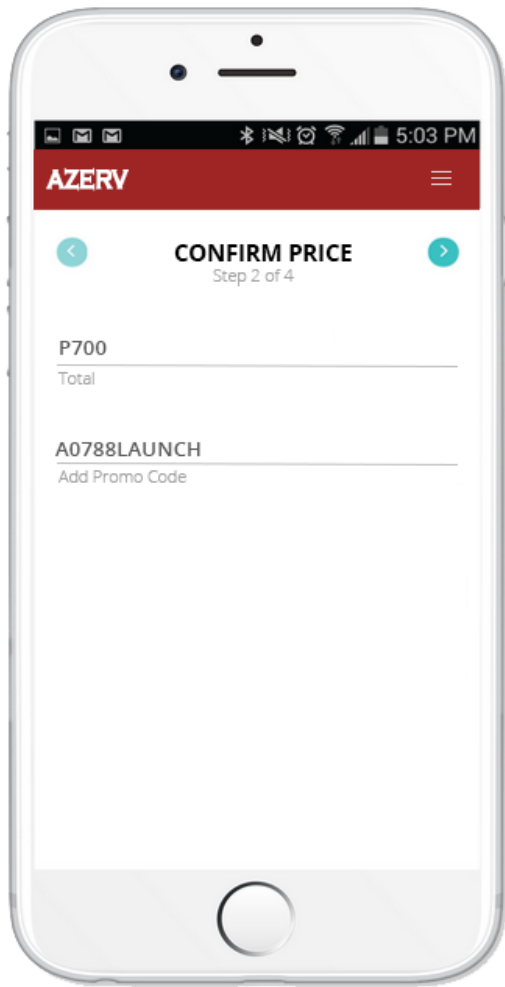 5:03 PM
AZERV
CONFIRM PRICE
Step 2 of 4
P700
Total
A0788LAUNCH
Add Promo Code